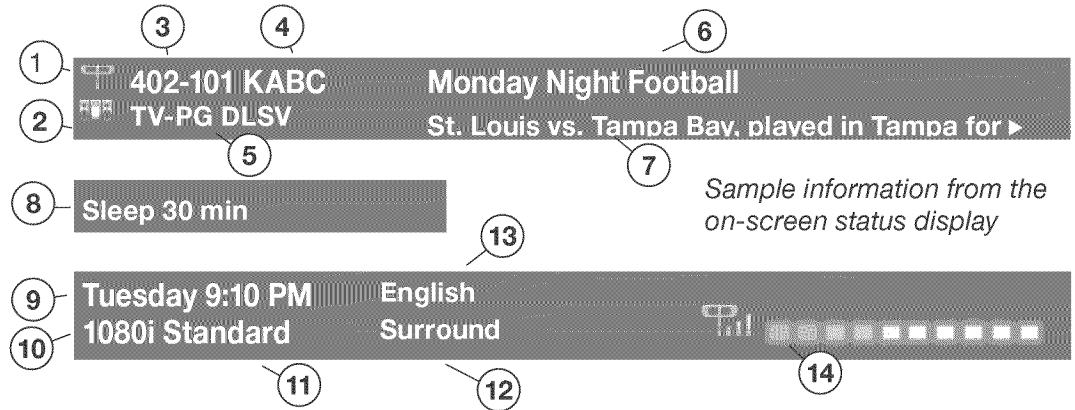 3 4 6
1 402-101 KABC Monday Night Football
2 TV-PG DLSV St. Louis vs. Tampa Bay, played in Tampa for ▶
5 7
8 Sleep 30 min
Sample information from the
on-screen status display
13
9 Tuesday 9:10 PM English
10 1080i Standard Surround
11 12 14